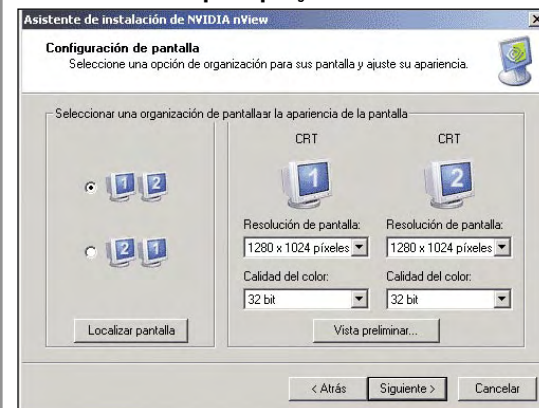 Asistente de instalación de NVIDIA nView
Configuración de pantalla
Seleccione una opción de organización para sus pantalla y ajuste su apariencia.
Seleccionar una organización de pantallaar la apariencia de la pantalla
CRT
CRT
1 2
1
2
2 1
Resolución de pantalla:
Resolución de pantalla:
1280 x 1024 píxeles
1280 x 1024 píxeles
Calidad del color:
Calidad del color:
32 bit
32 bit
Localizar pantalla
Vista preliminar...
< Atrás
Siguiente >
Cancelar